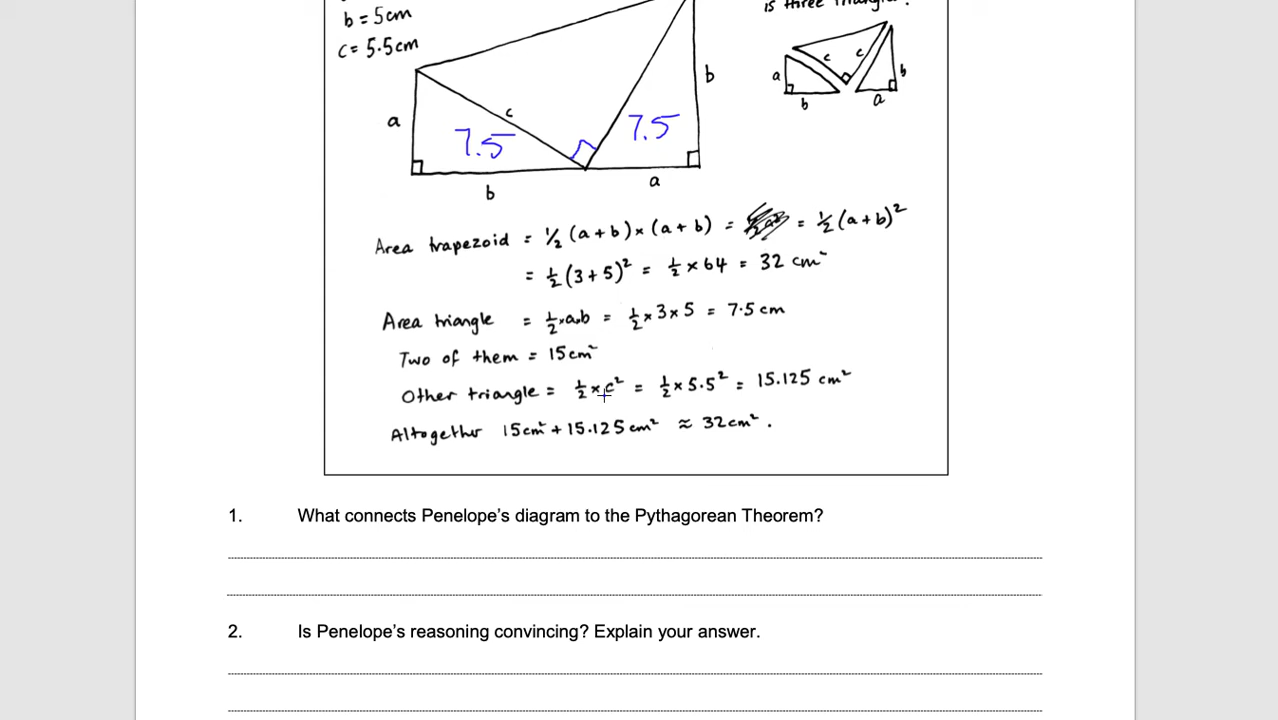 b = 5cm
is three triangle
c = 5.5cm
a
c
7.5
7.5
b
b
a
a
c
c
b
b
a
Area trapezoid = ½ (a+b) × (a+b) = = ½ (a+b)²
= ½ (3+5)² = ½ × 64 = 32 cm²
Area triangle = ½ × a × b = ½ × 3 × 5 = 7.5 cm
Two of them = 15 cm²
Other triangle = ½ × c² = ½ × 5.5² = 15.125 cm²
Altogether 15cm² + 15.125 cm² ≈ 32cm².
1. What connects Penelope's diagram to the Pythagorean Theorem?
2. Is Penelope's reasoning convincing? Explain your answer.